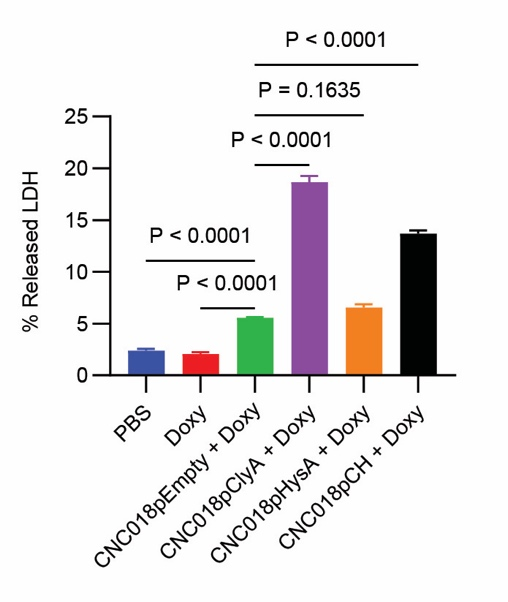 P < 0.0001
P = 0.1635
P < 0.0001
P < 0.0001
P < 0.0001
% Released LDH
25
20
15
10
5
0
PBS
Doxy
CNC018pEmpty + Doxy
CNC018pClyA + Doxy
CNC018pHysA + Doxy
CNC018pCH + Doxy